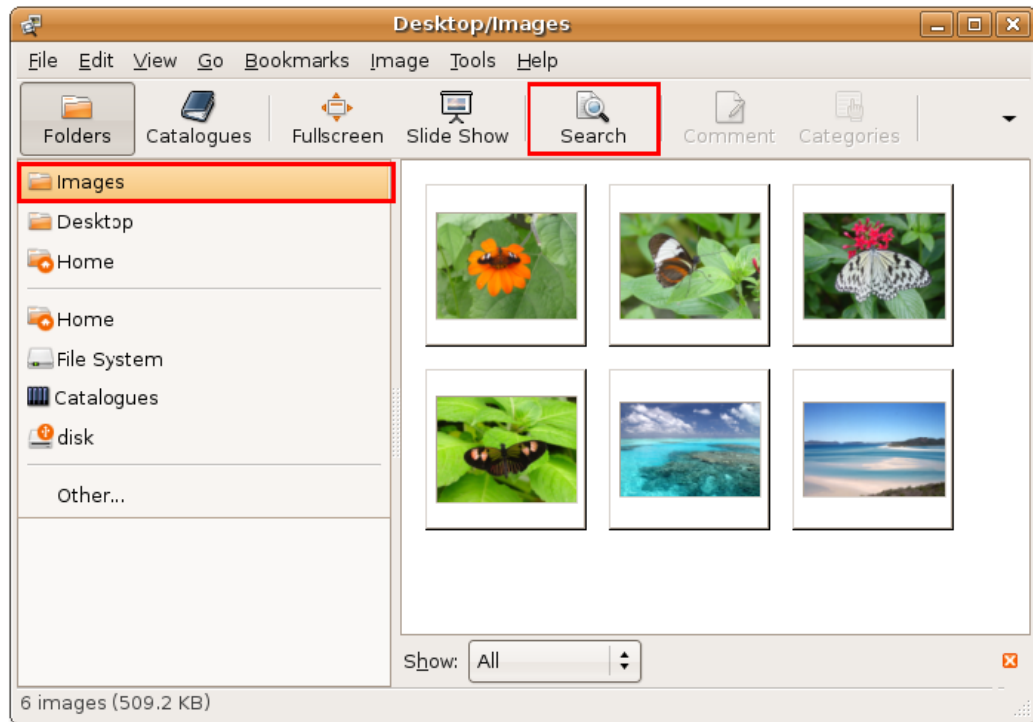 Desktop/Images
File Edit View Go Bookmarks Image Tools Help
Folders Catalogues Fullscreen Slide Show Search Comment Categories
Images
Desktop
Home
Home
File System
Catalogues
disk
Other...
Show: All
6 images (509.2 KB)